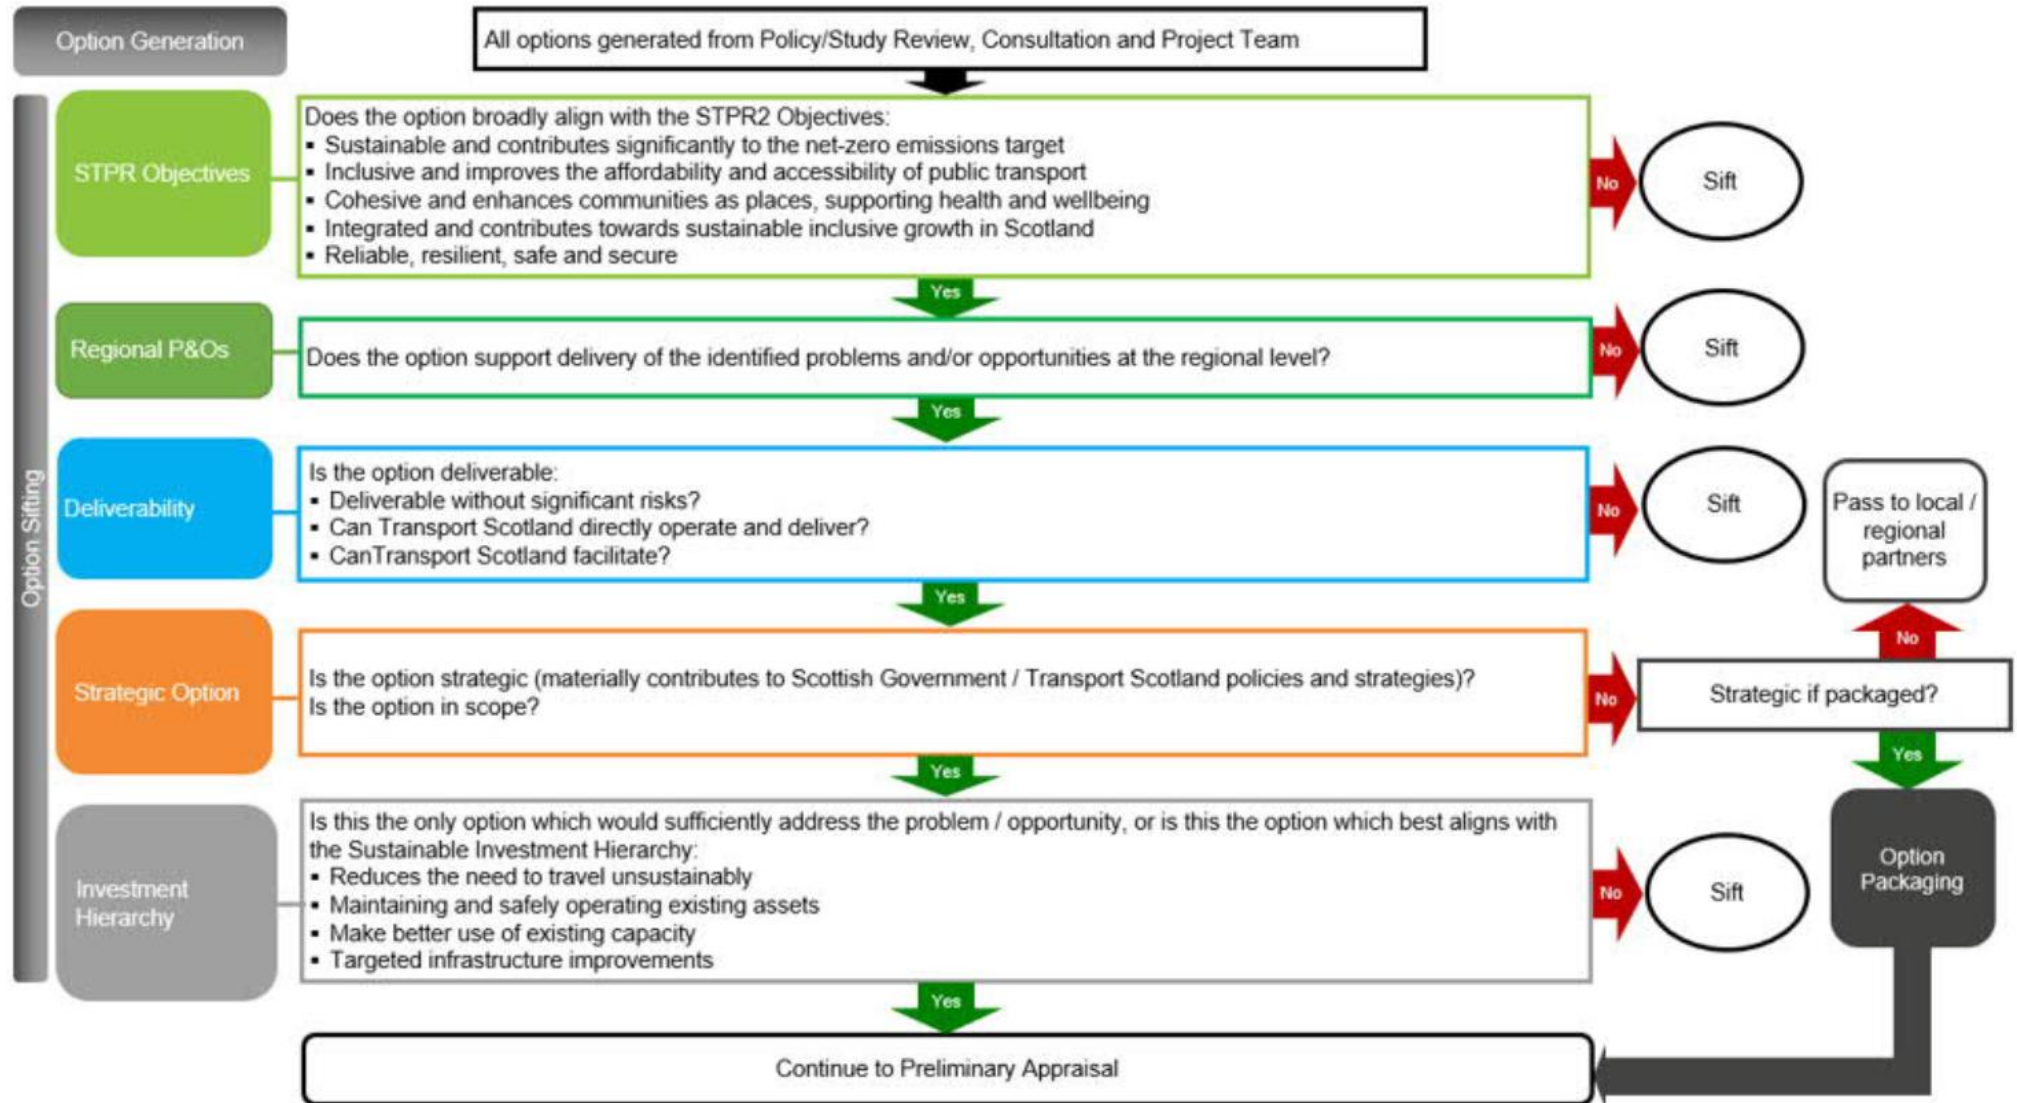 Option Generation
All options generated from Policy/Study Review, Consultation and Project Team
Option Sifting
STPR Objectives
Does the option broadly align with the STPR2 Objectives:
▪ Sustainable and contributes significantly to the net-zero emissions target
▪ Inclusive and improves the affordability and accessibility of public transport
▪ Cohesive and enhances communities as places, supporting health and wellbeing
▪ Integrated and contributes towards sustainable inclusive growth in Scotland
▪ Reliable, resilient, safe and secure
No
Sift
Yes
Regional P&Os
Does the option support delivery of the identified problems and/or opportunities at the regional level?
No
Sift
Yes
Deliverability
Is the option deliverable:
▪ Deliverable without significant risks?
▪ Can Transport Scotland directly operate and deliver?
▪ CanTransport Scotland facilitate?
No
Sift
Pass to local /
regional
partners
Yes
No
Strategic Option
Is the option strategic (materially contributes to Scottish Government / Transport Scotland policies and strategies)?
Is the option in scope?
No
Strategic if packaged?
Yes
Yes
Investment
Hierarchy
Is this the only option which would sufficiently address the problem / opportunity, or is this the option which best aligns with
the Sustainable Investment Hierarchy:
▪ Reduces the need to travel unsustainably
▪ Maintaining and safely operating existing assets
▪ Make better use of existing capacity
▪ Targeted infrastructure improvements
No
Sift
Option
Packaging
Yes
Continue to Preliminary Appraisal